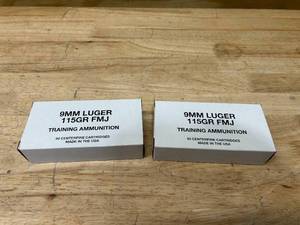 9MM LUGER
115GR FMJ
TRAINING AMMUNITION
50 CENTERFIRE CARTRIDGES
MADE IN THE USA
9MM LUGER
115GR FMJ
TRAINING AMMUNITION
50 CENTERFIRE CARTRIDGES
MADE IN THE USA